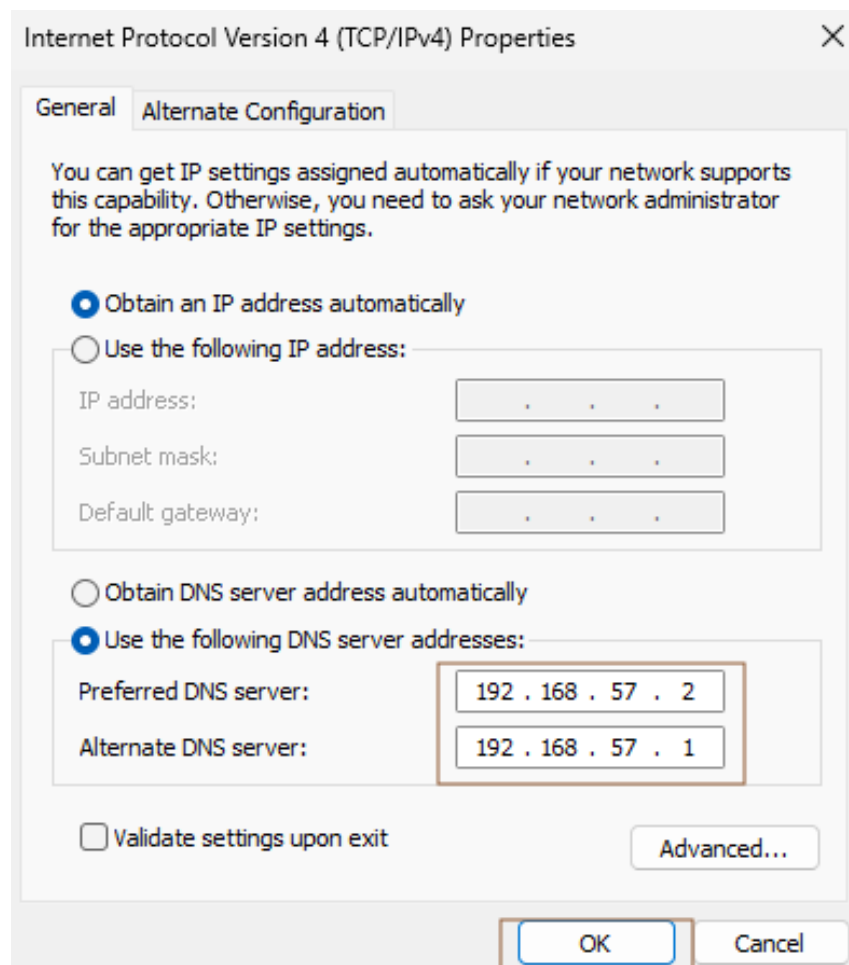 Internet Protocol Version 4 (TCP/IPv4) Properties
General
Alternate Configuration
You can get IP settings assigned automatically if your network supports
this capability. Otherwise, you need to ask your network administrator
for the appropriate IP settings.
Obtain an IP address automatically
Use the following IP address:
IP address:
. . .
Subnet mask:
. . .
Default gateway:
. . .
Obtain DNS server address automatically
Use the following DNS server addresses:
Preferred DNS server:
192 . 168 . 57 . 2
Alternate DNS server:
192 . 168 . 57 . 1
Validate settings upon exit
Advanced...
OK
Cancel